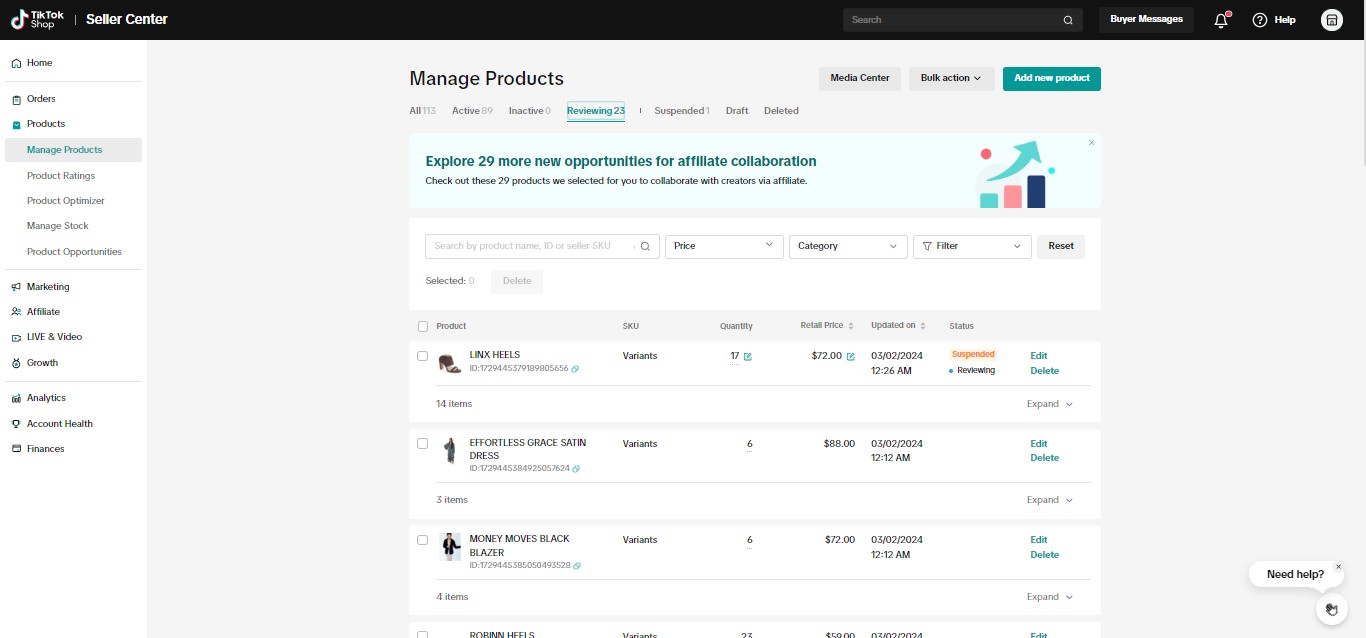 TikTok Shop | Seller Center
Search
Buyer Messages
Help
Home
Orders
Products
Manage Products
Product Ratings
Product Optimizer
Manage Stock
Product Opportunities
Marketing
Affiliate
LIVE & Video
Growth
Analytics
Account Health
Finances
Manage Products
Media Center
Bulk action
Add new product
All 113 Active 89 Inactive 0 Reviewing 23 Suspended 1 Draft Deleted
Explore 29 more new opportunities for affiliate collaboration
Check out these 29 products we selected for you to collaborate with creators via affiliate.
Search by product name, ID or seller SKU
Price
Category
Filter
Reset
Selected: 0
Delete
Product SKU Quantity Retail Price Updated on Status
LINX HEELS Variants 17 $72.00 03/02/2024 Suspended Edit
ID:1729445379189805656 12:26 AM Reviewing Delete
14 items Expand
EFFORTLESS GRACE SATIN Variants 6 $88.00 03/02/2024 Edit
DRESS 12:12 AM Delete
ID:1729445384925057624
3 items Expand
MONEY MOVES BLACK Variants 6 $72.00 03/02/2024 Edit
BLAZER 12:12 AM Delete
ID:1729445385050493528
4 items Expand
ROBINN HEELS Variants 23 $59.00 03/02/2024 Edit
Need help?